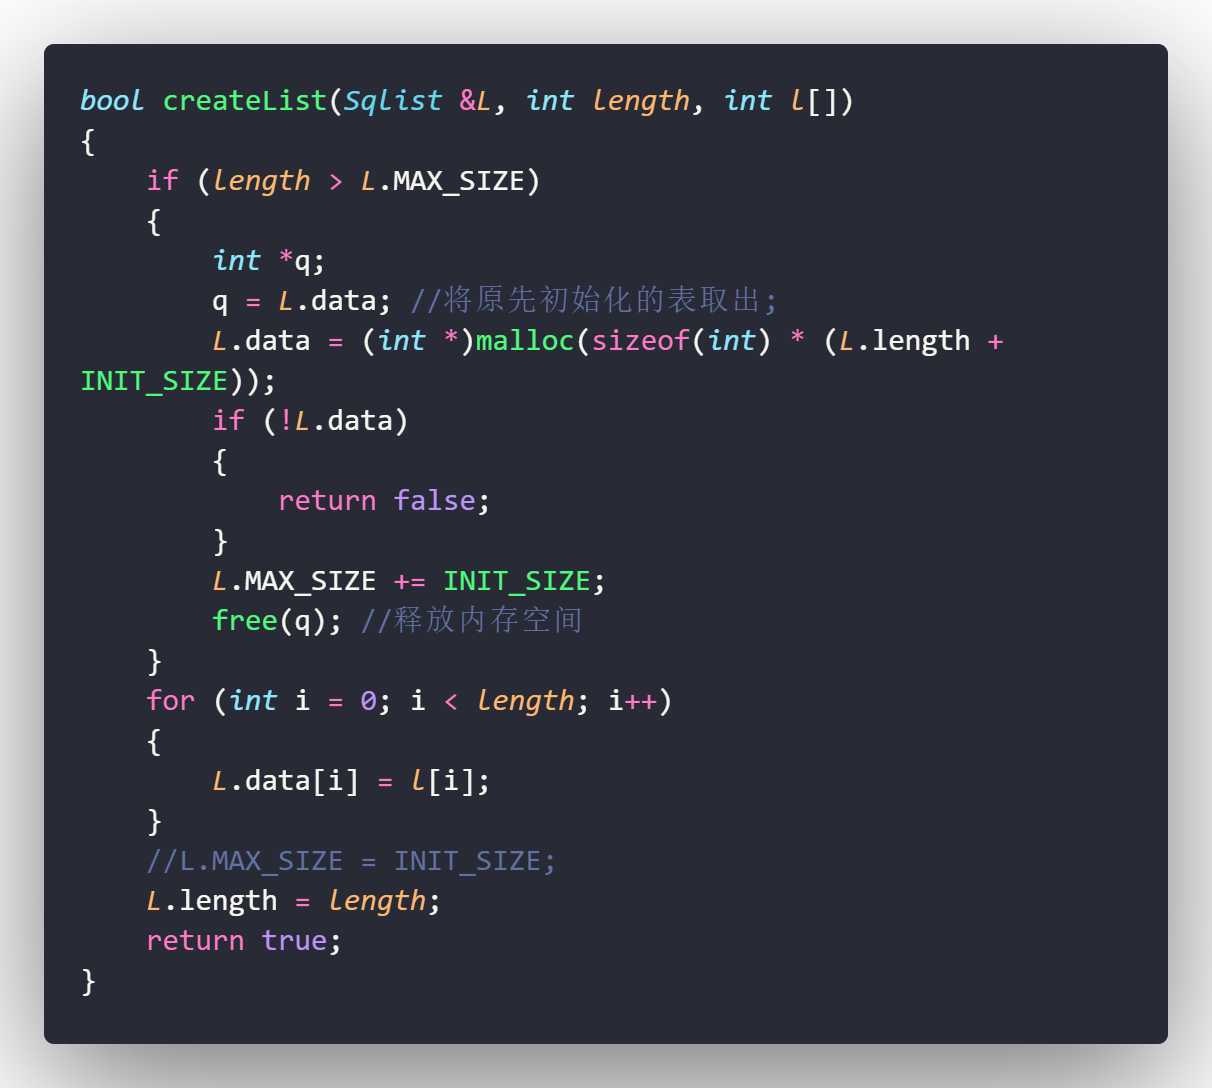 bool createList(Sqlist &L, int length, int l[])
{
    if (length > L.MAX_SIZE)
    {
        int *q;
        q = L.data; //将原先初始化的表取出;
        L.data = (int *)malloc(sizeof(int) * (L.length +
INIT_SIZE));
        if (!L.data)
        {
            return false;
        }
        L.MAX_SIZE += INIT_SIZE;
        free(q); //释放内存空间
    }
    for (int i = 0; i < length; i++)
    {
        L.data[i] = l[i];
    }
    //L.MAX_SIZE = INIT_SIZE;
    L.length = length;
    return true;
}